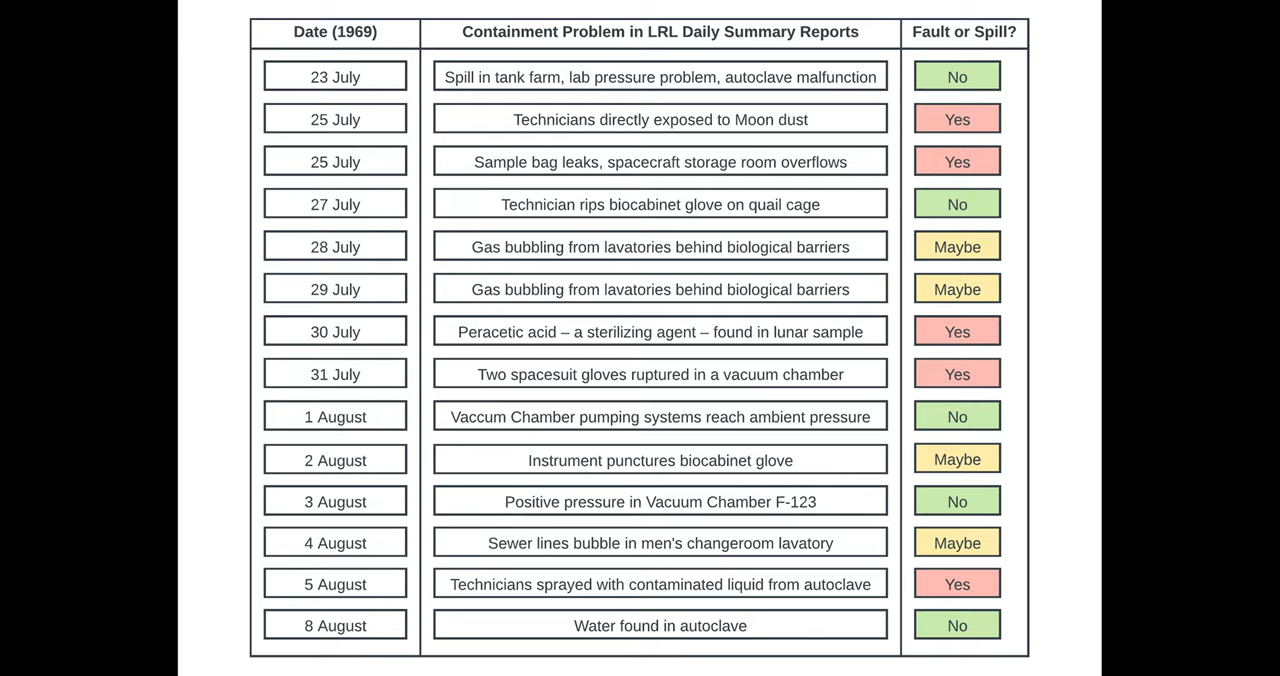 Date (1969) Containment Problem in LRL Daily Summary Reports Fault or Spill?
23 July Spill in tank farm, lab pressure problem, autoclave malfunction No
25 July Technicians directly exposed to Moon dust Yes
25 July Sample bag leaks, spacecraft storage room overflows Yes
27 July Technician rips biocabinet glove on quail cage No
28 July Gas bubbling from lavatories behind biological barriers Maybe
29 July Gas bubbling from lavatories behind biological barriers Maybe
30 July Peracetic acid – a sterilizing agent – found in lunar sample Yes
31 July Two spacesuit gloves ruptured in a vacuum chamber Yes
1 August Vaccum Chamber pumping systems reach ambient pressure No
2 August Instrument punctures biocabinet glove Maybe
3 August Positive pressure in Vacuum Chamber F-123 No
4 August Sewer lines bubble in men's changeroom lavatory Maybe
5 August Technicians sprayed with contaminated liquid from autoclave Yes
8 August Water found in autoclave No